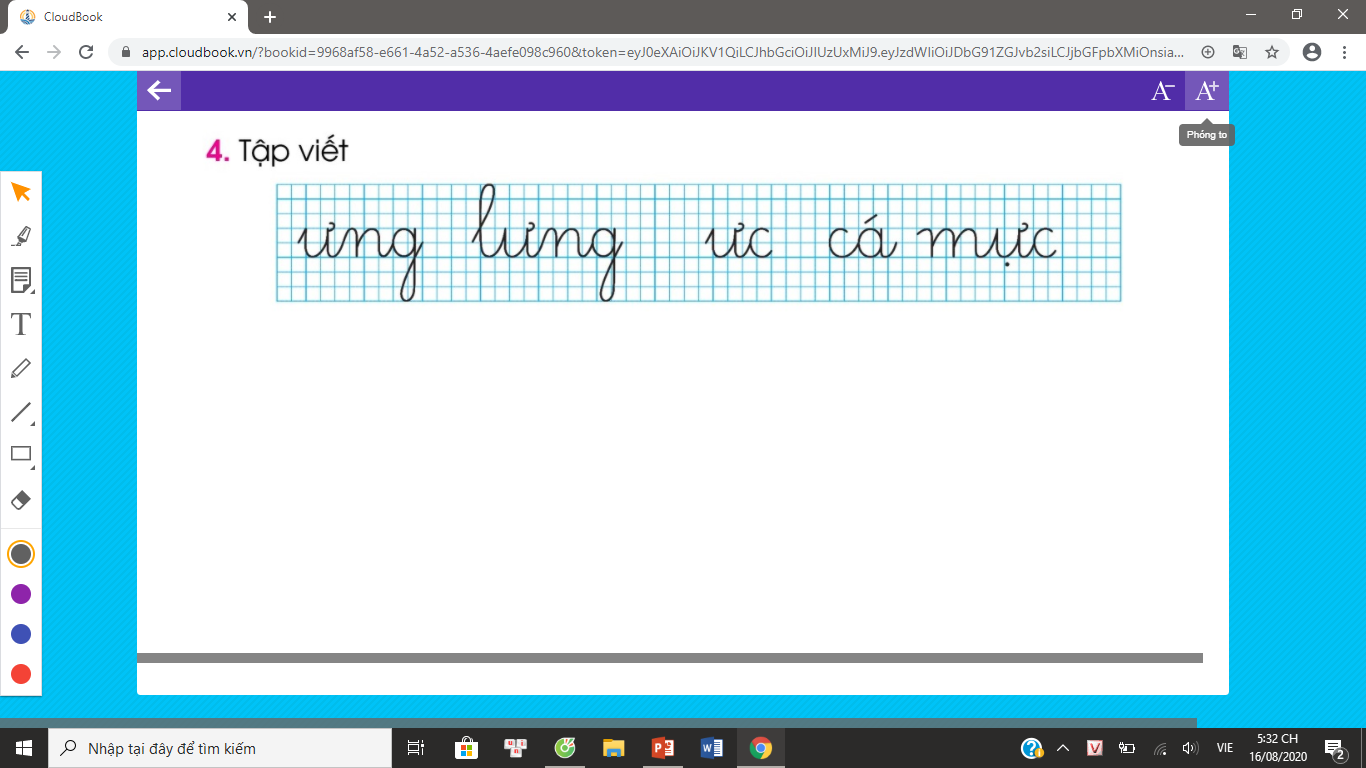 CloudBook
app.cloudbook.vn/?bookid=9968af58-e661-4a52-a536-4aefe098c960&token=eyJ0eXAiOiJKV1QiLCJhbGciOiJIUzUxMiJ9.eyJzdWIiOiJDbG91ZGJvb2siLCJjbGFpbXMiOnsia...
A- A+
Phóng to
4. Tập viết
ưng lưng ưc cá mực
T
Nhập tại đây để tìm kiếm
VIE
5:32 CH
16/08/2020
2